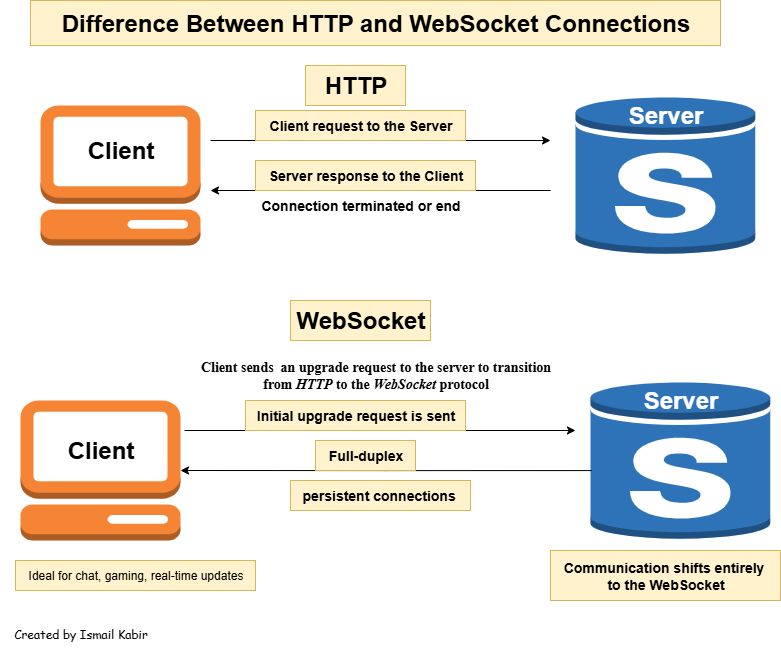 Difference Between HTTP and WebSocket Connections
HTTP
Client
Client request to the Server
Server response to the Client
Connection terminated or end
Server
S
WebSocket
Client sends an upgrade request to the server to transition
from HTTP to the WebSocket protocol
Client
Initial upgrade request is sent
Full-duplex
persistent connections
Server
S
Ideal for chat, gaming, real-time updates
Communication shifts entirely
to the WebSocket
Created by Ismail Kabir